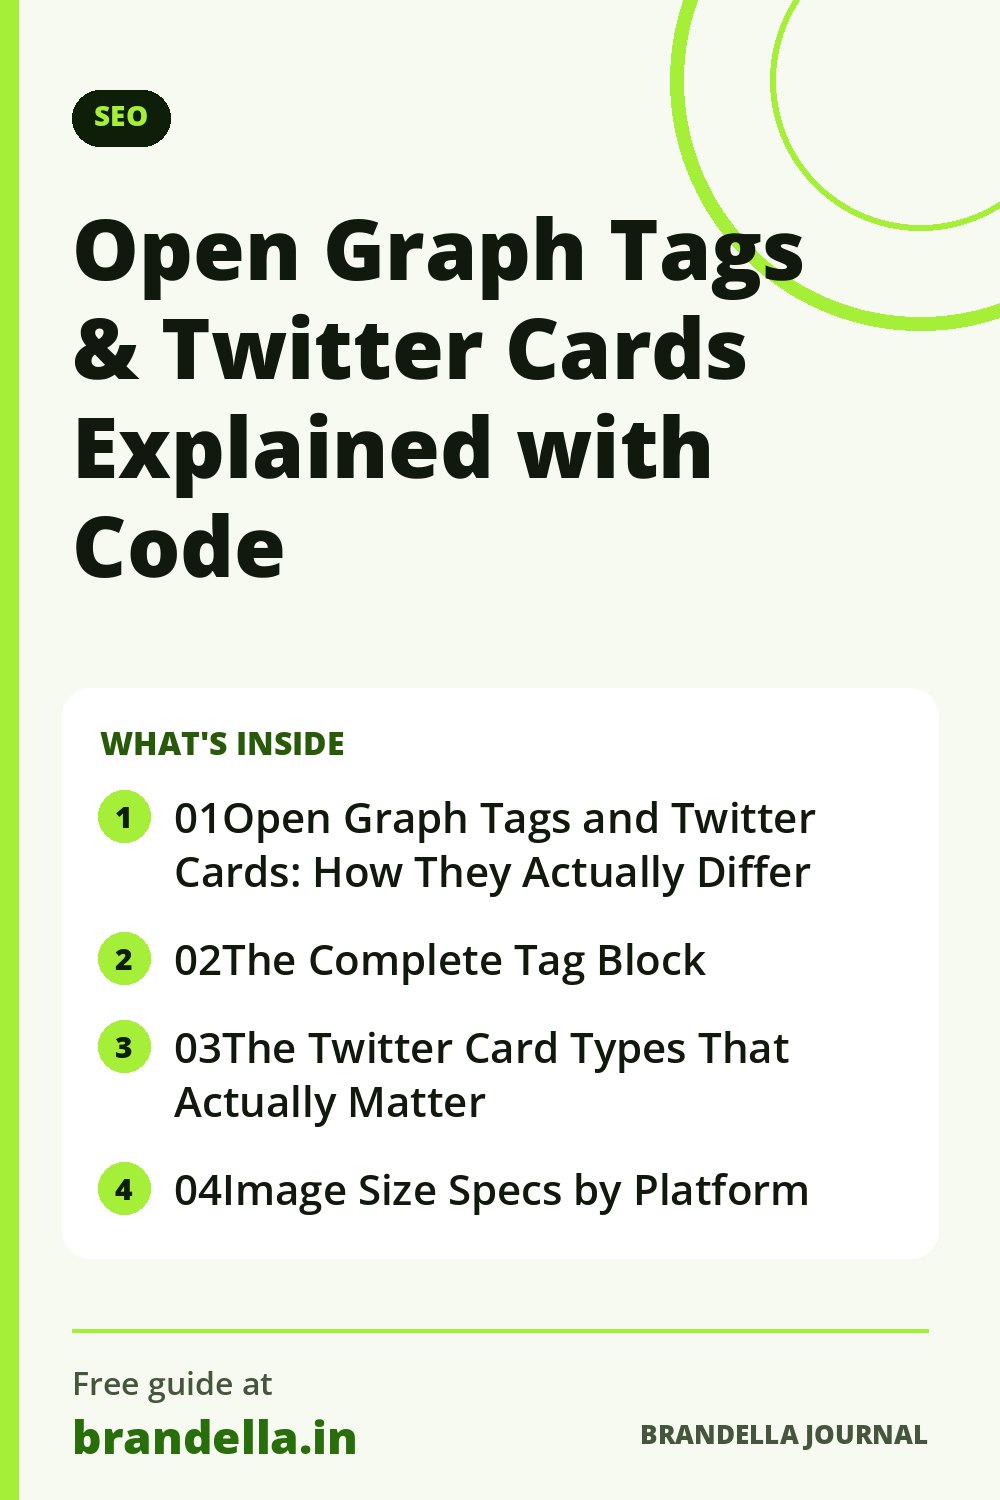 SEO
Open Graph Tags
& Twitter Cards
Explained with
Code
WHAT'S INSIDE
1 01Open Graph Tags and Twitter
Cards: How They Actually Differ
2 02The Complete Tag Block
3 03The Twitter Card Types That
Actually Matter
4 04Image Size Specs by Platform
Free guide at
brandella.in
BRANDELLA JOURNAL